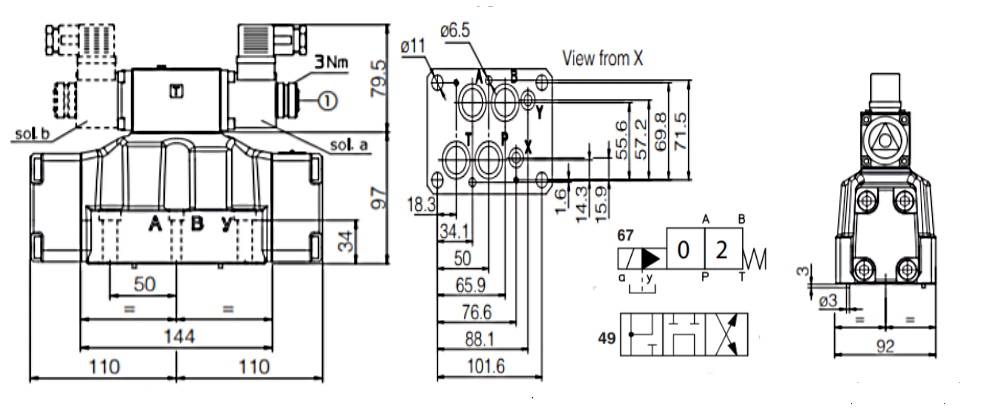 79.5
3 Nm
1
T
sol. b
sol. a
97
A B y
34
50
= =
144
110 110
ø6.5
ø11
View from X
A B
Y
T P
X
55.6
57.2
69.8
71.5
1.6
14.3
15.9
18.3
34.1
50
65.9
76.6
88.1
101.6
A B
67
0 2
a y P T
49
3
ø3
= =
92